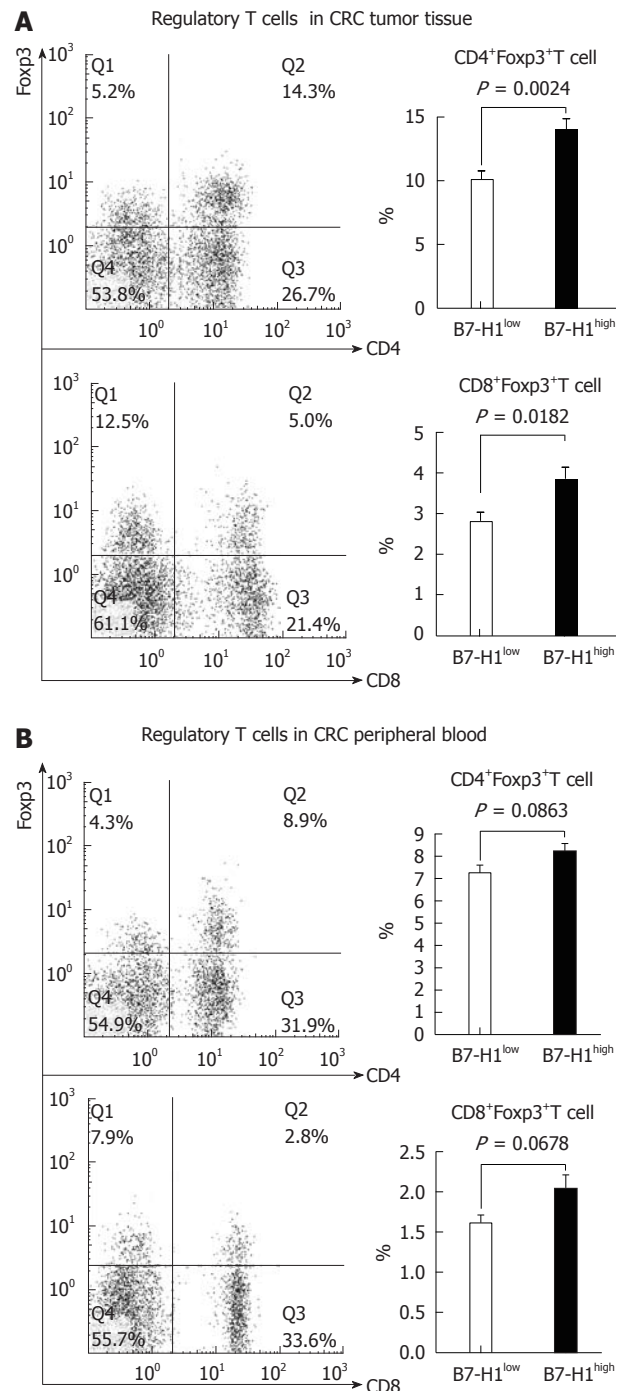 A
Regulatory T cells in CRC tumor tissue
Foxp3
10³
10²
10¹
10⁰
Q1
5.2%
Q2
14.3%
Q4
53.8%
Q3
26.7%
10⁰ 10¹ 10² 10³
CD4
CD4⁺Foxp3⁺T cell
P = 0.0024
%
15
10
5
0
B7-H1ˡᵒʷ B7-H1ʰⁱᵍʰ
10³
10²
10¹
10⁰
Q1
12.5%
Q2
5.0%
Q4
61.1%
Q3
21.4%
10⁰ 10¹ 10² 10³
CD8
CD8⁺Foxp3⁺T cell
P = 0.0182
%
5
4
3
2
1
0
B7-H1ˡᵒʷ B7-H1ʰⁱᵍʰ
B
Regulatory T cells in CRC peripheral blood
Foxp3
10³
10²
10¹
10⁰
Q1
4.3%
Q2
8.9%
Q4
54.9%
Q3
31.9%
10⁰ 10¹ 10² 10³
CD4
CD4⁺Foxp3⁺T cell
P = 0.0863
%
9
8
7
6
5
4
3
2
1
0
B7-H1ˡᵒʷ B7-H1ʰⁱᵍʰ
10³
10²
10¹
10⁰
Q1
7.9%
Q2
2.8%
Q4
55.7%
Q3
33.6%
10⁰ 10¹ 10² 10³
CD8
CD8⁺Foxp3⁺T cell
P = 0.0678
%
2.5
2.0
1.5
1.0
0.5
0.0
B7-H1ˡᵒʷ B7-H1ʰⁱᵍʰ